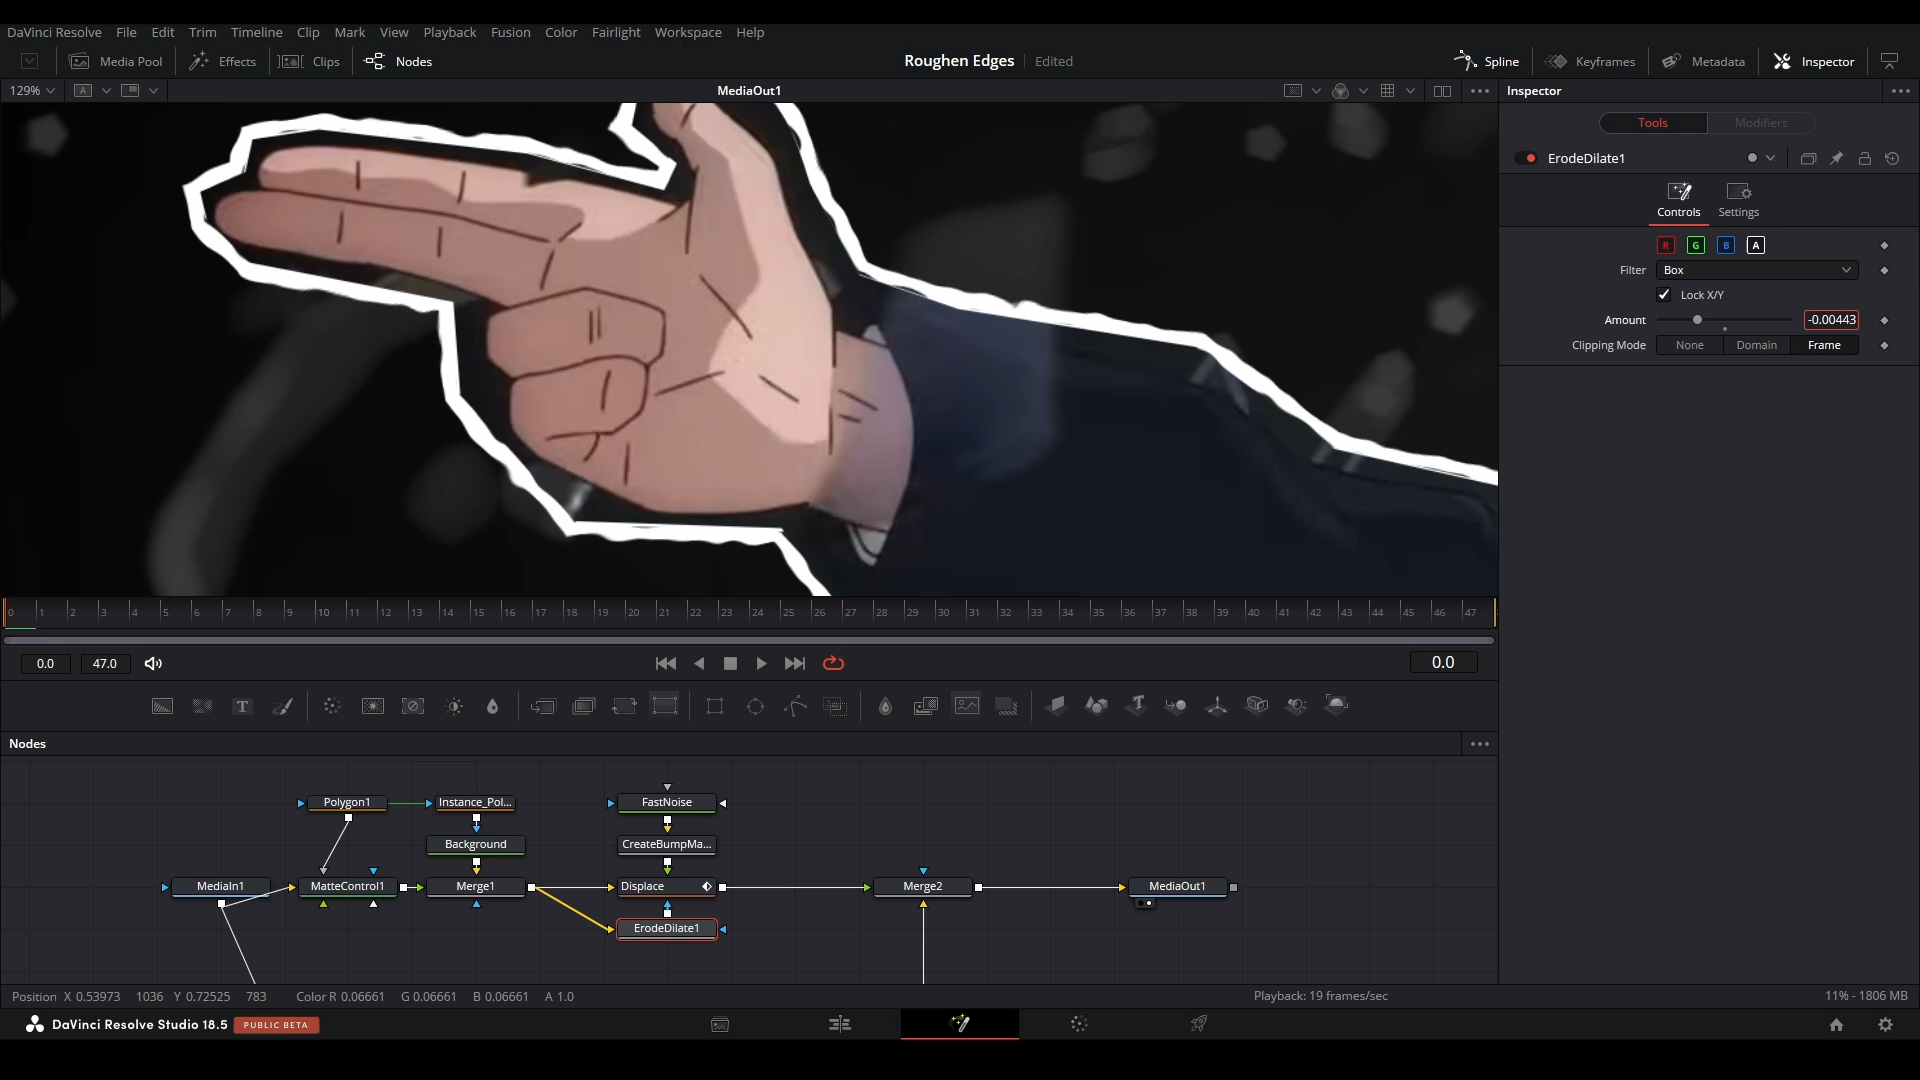 DaVinci Resolve File Edit Trim Timeline Clip Mark View Playback Fusion Color Fairlight Workspace Help
Media Pool Effects Clips Nodes Roughen Edges Edited Spline Keyframes Metadata Inspector
129% A MediaOut1 Inspector
Tools Modifiers
ErodeDilate1
Controls Settings
R G B A
Filter Box
Lock X/Y
Amount -0.00443
Clipping Mode None Domain Frame
0 1 2 3 4 5 6 7 8 9 10 11 12 13 14 15 16 17 18 19 20 21 22 23 24 25 26 27 28 29 30 31 32 33 34 35 36 37 38 39 40 41 42 43 44 45 46 47
0.0 47.0 0.0
T T
Nodes
Polygon1 Instance_Pol... FastNoise
Background CreateBumpMa...
MediaIn1 MatteControl1 Merge1 Displace Merge2 MediaOut1
ErodeDilate1
Position X 0.53973 1036 Y 0.72525 783 Color R 0.06661 G 0.06661 B 0.06661 A 1.0 Playback: 19 frames/sec 11% - 1806 MB
DaVinci Resolve Studio 18.5 PUBLIC BETA